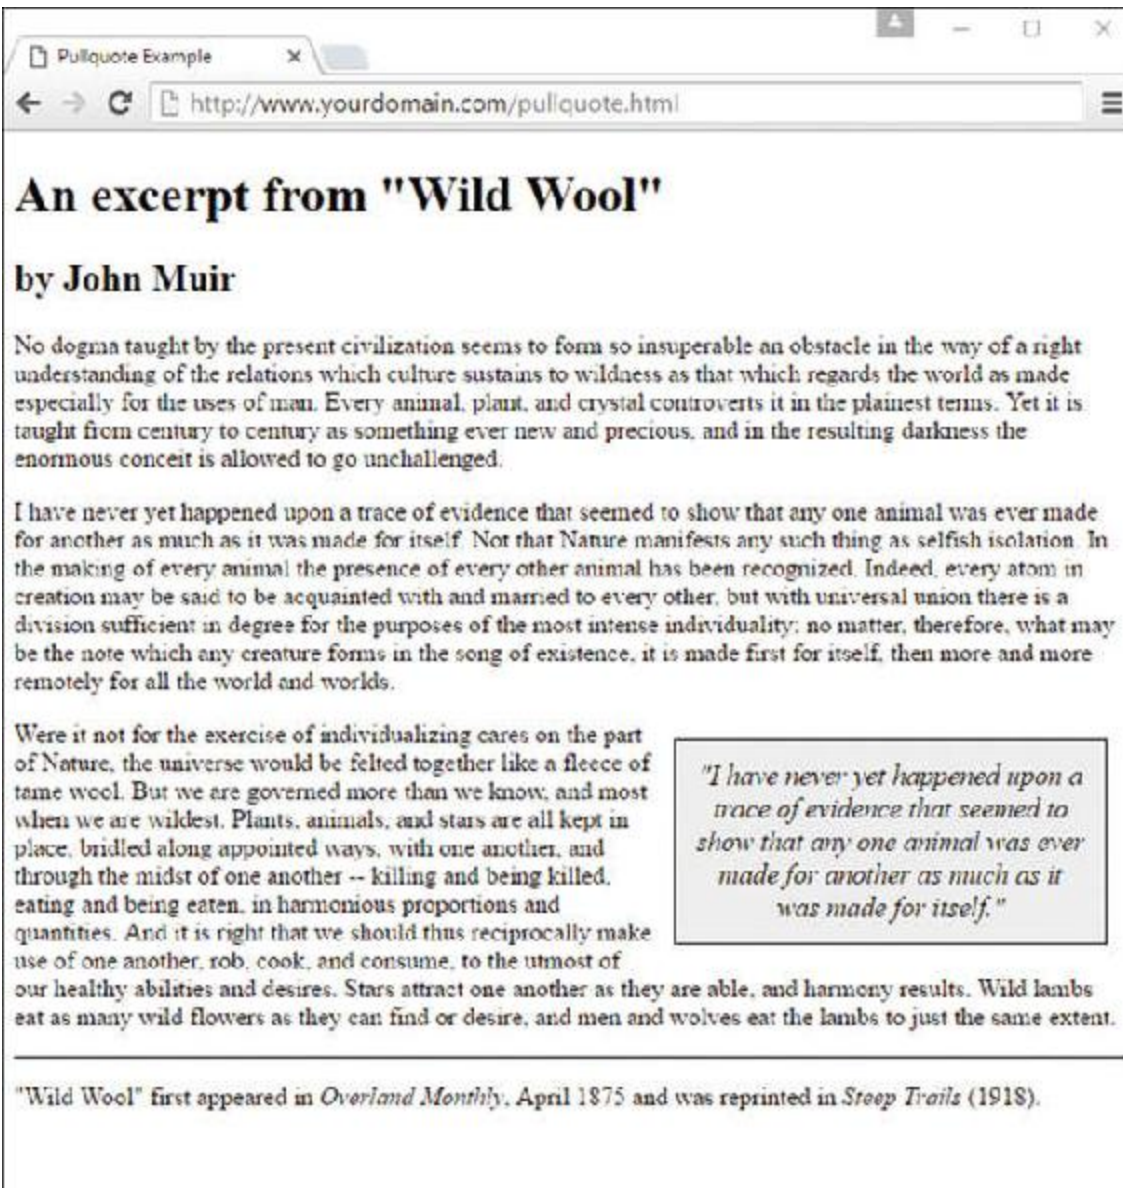 Pullquote Example
http://www.yourdomain.com/pullquote.html
An excerpt from "Wild Wool"
by John Muir
No dogma taught by the present civilization seems to form so insuperable an obstacle in the way of a right
understanding of the relations which culture sustains to wildness as that which regards the world as made
especially for the uses of man. Every animal, plant, and crystal controverts it in the plainest terms. Yet it is
taught from century to century as something ever new and precious, and in the resulting darkness the
enormous conceit is allowed to go unchallenged.
I have never yet happened upon a trace of evidence that seemed to show that any one animal was ever made
for another as much as it was made for itself. Not that Nature manifests any such thing as selfish isolation. In
the making of every animal the presence of every other animal has been recognized. Indeed, every atom in
creation may be said to be acquainted with and married to every other, but with universal union there is a
division sufficient in degree for the purposes of the most intense individuality; no matter, therefore, what may
be the note which any creature forms in the song of existence, it is made first for itself, then more and more
remotely for all the world and worlds.
Were it not for the exercise of individualizing cares on the part
of Nature, the universe would be felted together like a fleece of
tame wool. But we are governed more than we know, and most
when we are wildest. Plants, animals, and stars are all kept in
place, bridled along appointed ways, with one another, and
through the midst of one another -- killing and being killed,
eating and being eaten, in harmonious proportions and
quantities. And it is right that we should thus reciprocally make
use of one another, rob, cook, and consume, to the utmost of
our healthy abilities and desires. Stars attract one another as they are able, and harmony results. Wild lambs
eat as many wild flowers as they can find or desire, and men and wolves eat the lambs to just the same extent.
"I have never yet happened upon a
trace of evidence that seemed to
show that any one animal was ever
made for another as much as it
was made for itself."
"Wild Wool" first appeared in Overland Monthly, April 1875 and was reprinted in Steep Trails (1918).